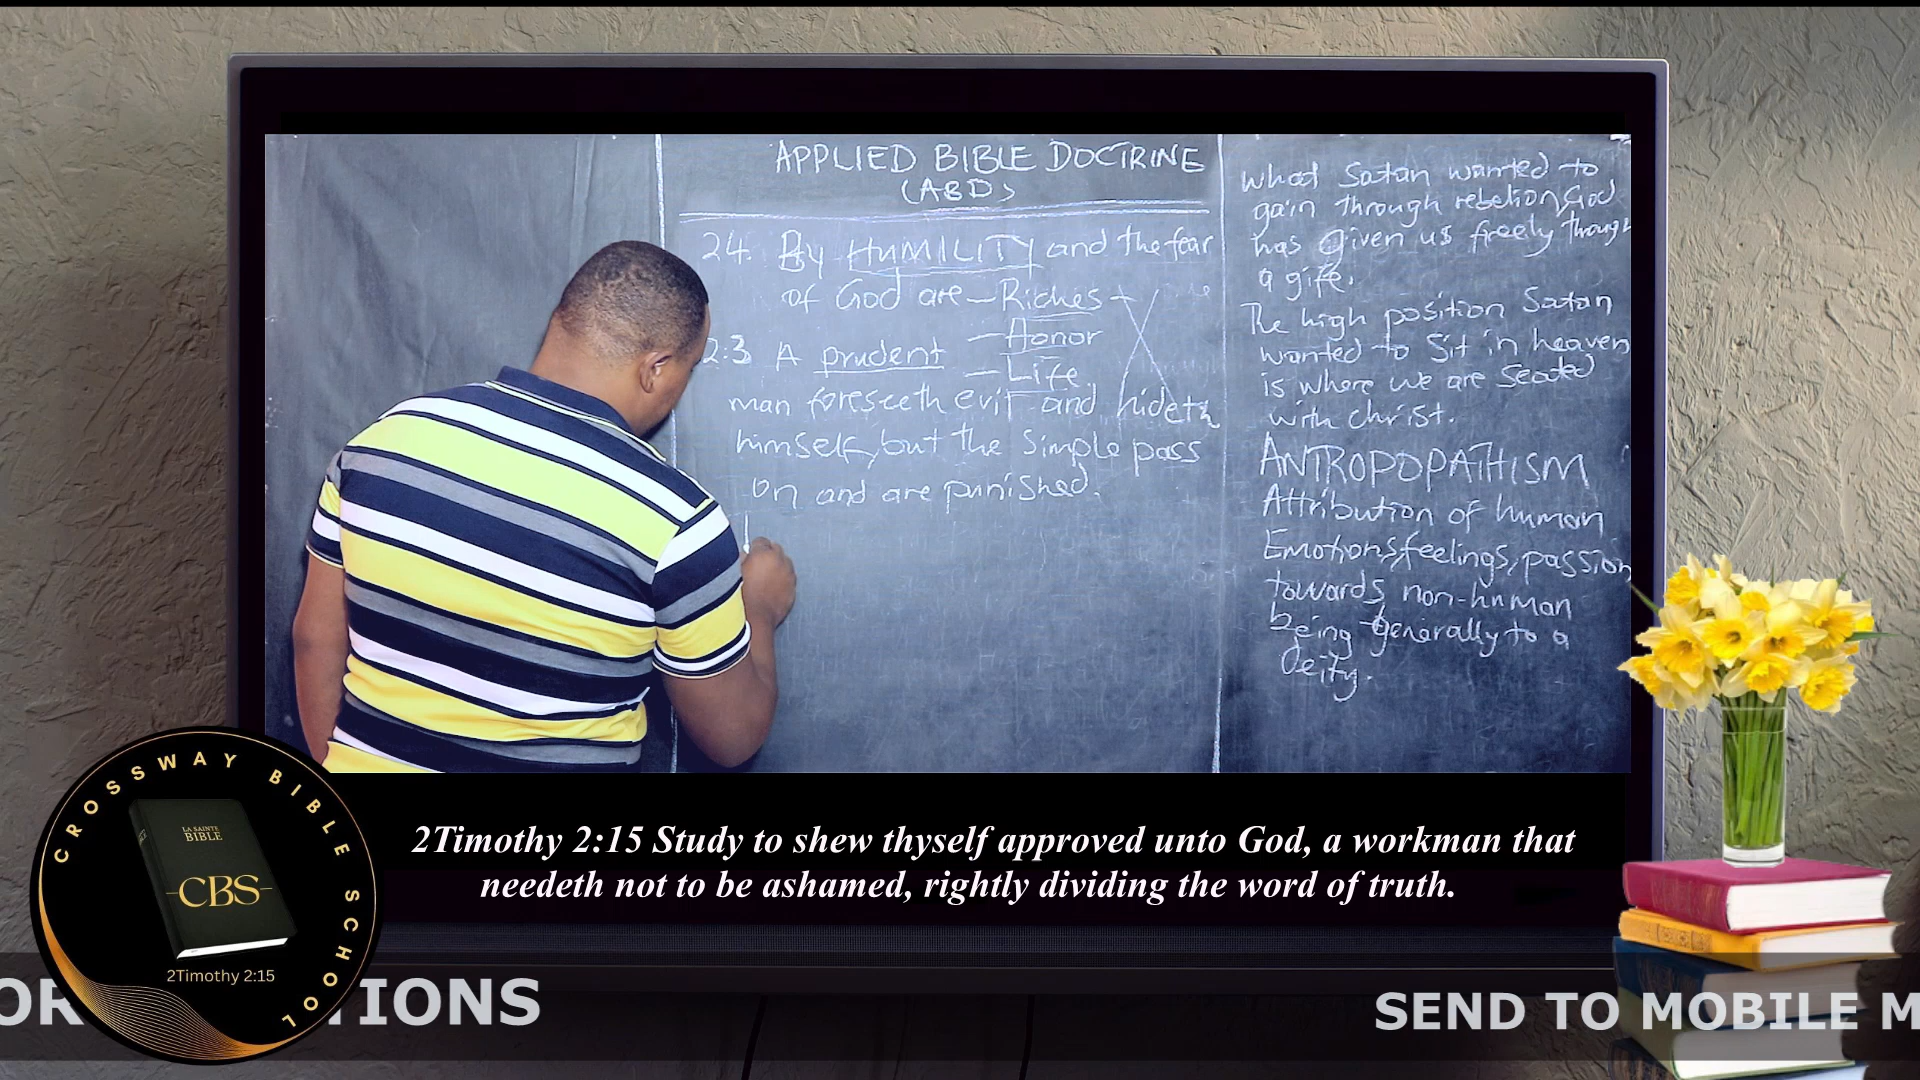 APPLIED BIBLE DOCTRINE
(ABD)
24. By HUMILITY and the fear
of God are - Riches
- Honor
2:3 A prudent - Life
man foreseeth evil and hideth
himself, but the simple pass
on and are punished.
what Satan wanted to
gain through rebelion, God
has given us freely through
a gife.
The high position Satan
wanted to Sit in heaven
is where we are Seated
with christ.
ANTROPOPATHISM
Attribution of human
Emotions, feelings, passion
towards non-human
being generally to a
Deity.
2Timothy 2:15 Study to shew thyself approved unto God, a workman that
needeth not to be ashamed, rightly dividing the word of truth.
CROSSWAY BIBLE SCHOOL
LA SAINTE
BIBLE
CBS
2Timothy 2:15
OR
TIONS
SEND TO MOBILE M